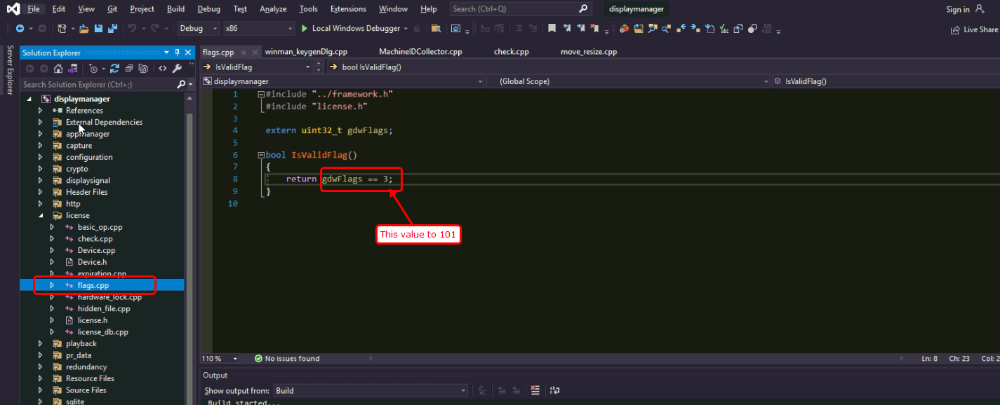 File Edit View Git Project Build Debug Test Analyze Tools Extensions Window Help Search (Ctrl+Q) displaymanager Sign in
Debug x86 Local Windows Debugger Live Share
Server Explorer
Solution Explorer
Search Solution Explorer (Ctrl+;)
displaymanager
References
External Dependencies
appmanager
capture
configuration
crypto
displaysignal
Header Files
http
license
basic_op.cpp
check.cpp
Device.cpp
Device.h
expiration.cpp
flags.cpp
hardware_lock.cpp
hidden_file.cpp
license.h
license_db.cpp
playback
pr_data
redundancy
Resource Files
Source Files
sqlite
flags.cpp winman_keygenDlg.cpp MachineIDCollector.cpp check.cpp move_resize.cpp
IsValidFlag bool IsValidFlag()
displaymanager (Global Scope) IsValidFlag()
1 #include "../framework.h"
2 #include "license.h"
3
4 extern uint32_t gdwFlags;
5
6 bool IsValidFlag()
7 {
8 return gdwFlags == 3;
9 }
10
This value to 101
110 % No issues found Ln: 8 Ch: 23 Col: 2
Output
Show output from: Build
Build started...